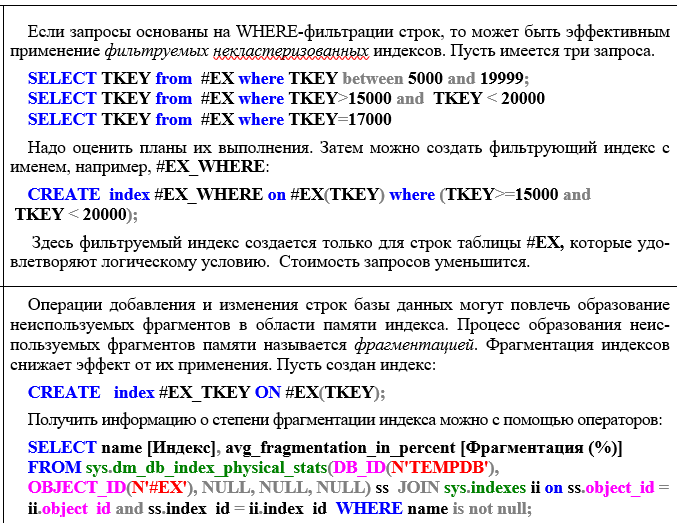 Если запросы основаны на WHERE-фильтрации строк, то может быть эффективным
применение фильтруемых некластеризованных индексов. Пусть имеется три запроса.
SELECT TKEY from #EX where TKEY between 5000 and 19999;
SELECT TKEY from #EX where TKEY>15000 and TKEY < 20000
SELECT TKEY from #EX where TKEY=17000
Надо оценить планы их выполнения. Затем можно создать фильтрующий индекс с
именем, например, #EX_WHERE:
CREATE index #EX_WHERE on #EX(TKEY) where (TKEY>=15000 and
TKEY < 20000);
Здесь фильтруемый индекс создается только для строк таблицы #EX, которые удо-
влетворяют логическому условию. Стоимость запросов уменьшится.
Операции добавления и изменения строк базы данных могут повлечь образование
неиспользуемых фрагментов в области памяти индекса. Процесс образования неис-
пользуемых фрагментов памяти называется фрагментацией. Фрагментация индексов
снижает эффект от их применения. Пусть создан индекс:
CREATE index #EX_TKEY ON #EX(TKEY);
Получить информацию о степени фрагментации индекса можно с помощью операторов:
SELECT name [Индекс], avg_fragmentation_in_percent [Фрагментация (%)]
FROM sys.dm_db_index_physical_stats(DB_ID(N'TEMPDB'),
OBJECT_ID(N'#EX'), NULL, NULL, NULL) ss JOIN sys.indexes ii on ss.object_id =
ii.object_id and ss.index_id = ii.index_id WHERE name is not null;